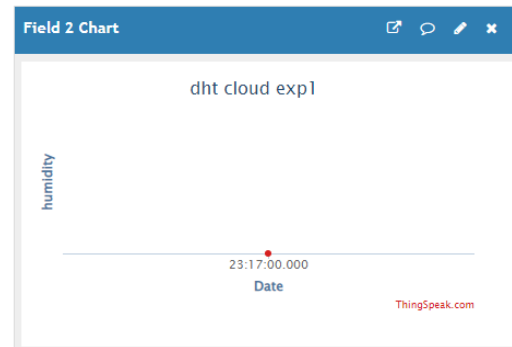 Field 2 Chart
dht cloud exp1
humidity
23:17:00.000
Date
ThingSpeak.com